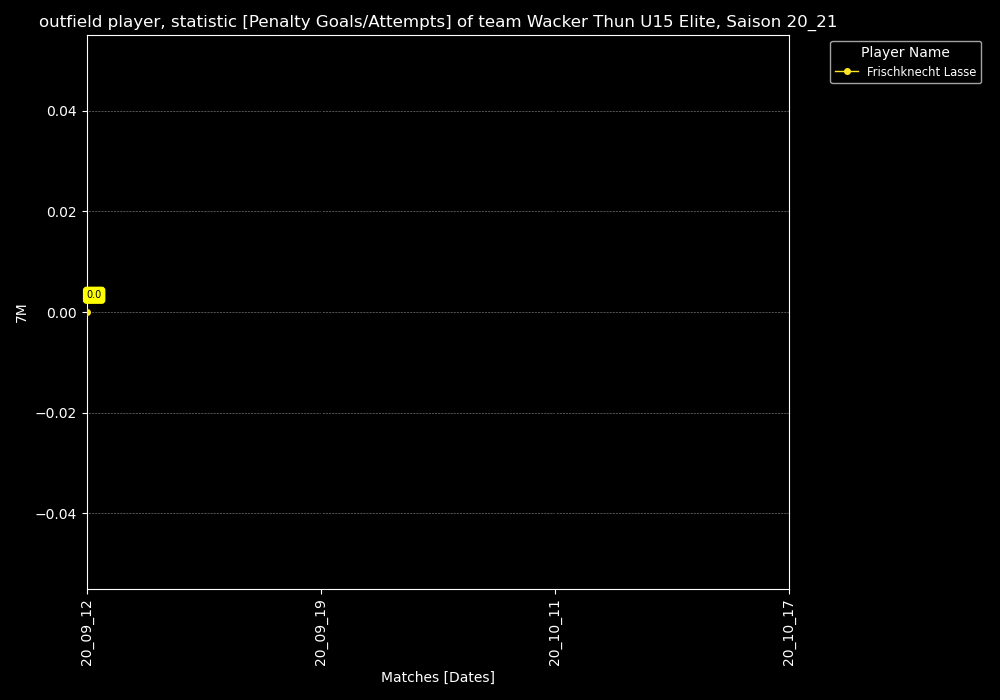 outfield player, statistic [Penalty Goals/Attempts] of team Wacker Thun U15 Elite, Saison 20_21
Player Name
Frischknecht Lasse
0.04
0.02
0.0
0.00
−0.02
−0.04
7M
20_09_12
20_09_19
20_10_11
20_10_17
Matches [Dates]